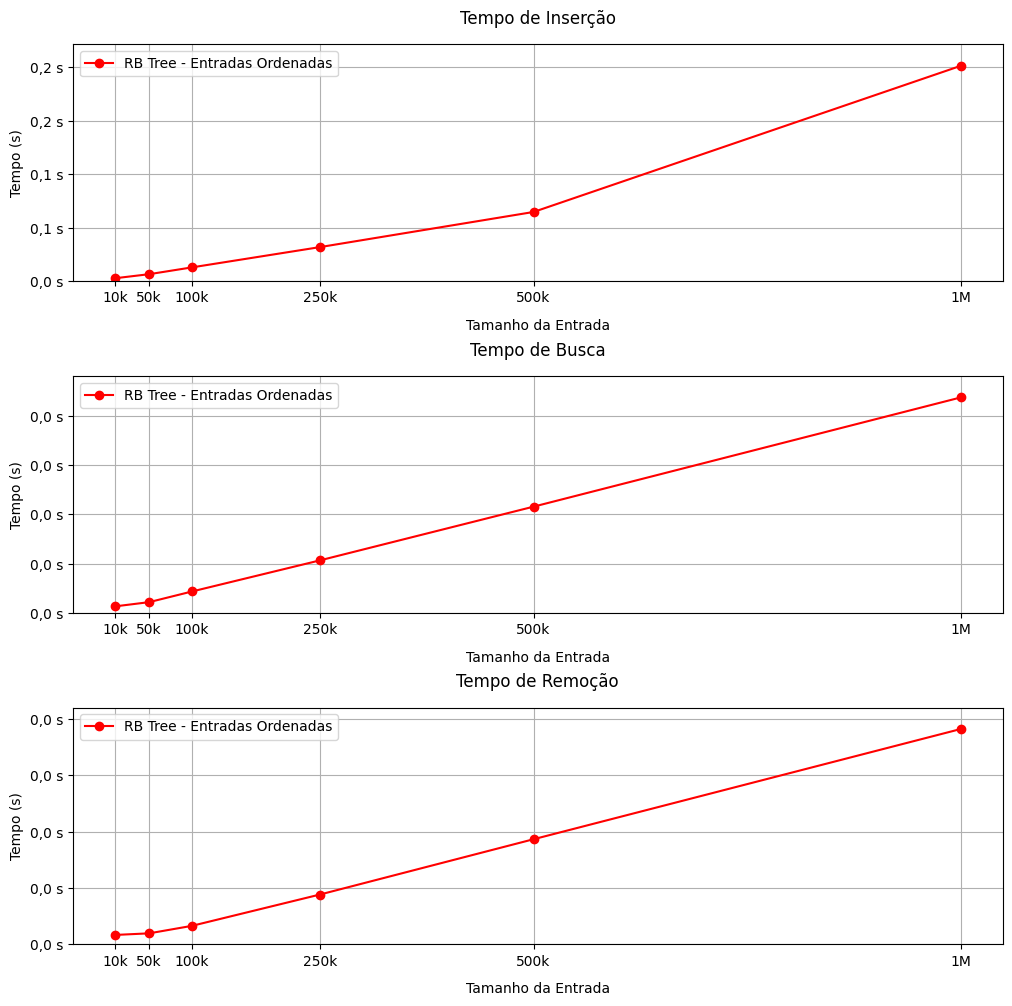 Tempo de Inserção
RB Tree - Entradas Ordenadas
Tempo (s)
0,2 s
0,2 s
0,1 s
0,1 s
0,0 s
10k 50k 100k 250k 500k 1M
Tamanho da Entrada
Tempo de Busca
RB Tree - Entradas Ordenadas
Tempo (s)
0,0 s
0,0 s
0,0 s
0,0 s
0,0 s
10k 50k 100k 250k 500k 1M
Tamanho da Entrada
Tempo de Remoção
RB Tree - Entradas Ordenadas
Tempo (s)
0,0 s
0,0 s
0,0 s
0,0 s
0,0 s
10k 50k 100k 250k 500k 1M
Tamanho da Entrada